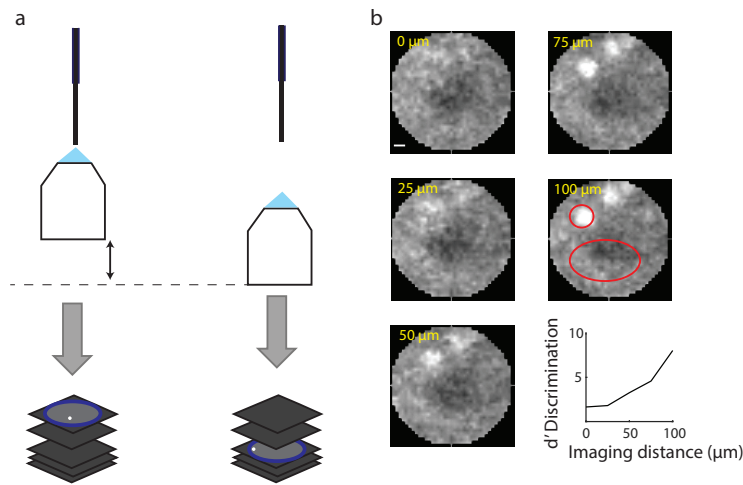 a
b
0 µm
75 µm
25 µm
100 µm
50 µm
10
5
d’ Discrimination
0
50
100
Imaging distance (µm)